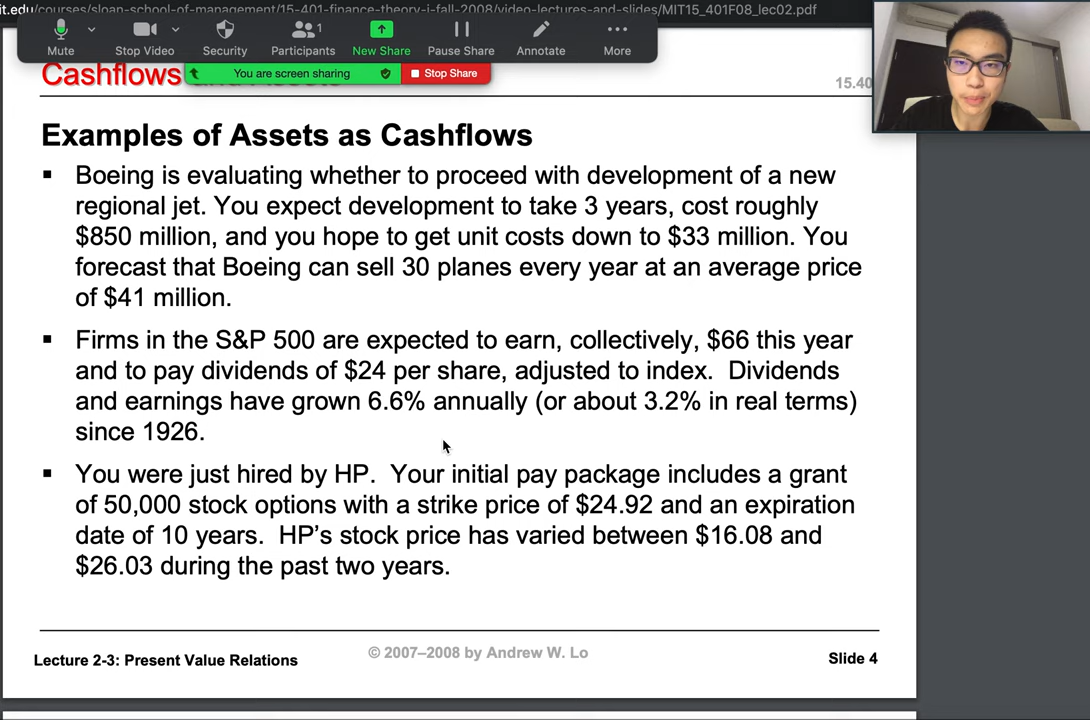 it.edu/courses/sloan-school-of-management/15-401-finance-theory-i-fall-2008/video-lectures-and-slides/MIT15_401F08_lec02.pdf
Mute
Stop Video
Security
Participants
1
New Share
Pause Share
Annotate
More
You are screen sharing
Stop Share
Cashflows and Assets
15.40
Examples of Assets as Cashflows
▪ Boeing is evaluating whether to proceed with development of a new
regional jet. You expect development to take 3 years, cost roughly
$850 million, and you hope to get unit costs down to $33 million. You
forecast that Boeing can sell 30 planes every year at an average price
of $41 million.
▪ Firms in the S&P 500 are expected to earn, collectively, $66 this year
and to pay dividends of $24 per share, adjusted to index. Dividends
and earnings have grown 6.6% annually (or about 3.2% in real terms)
since 1926.
▪ You were just hired by HP. Your initial pay package includes a grant
of 50,000 stock options with a strike price of $24.92 and an expiration
date of 10 years. HP’s stock price has varied between $16.08 and
$26.03 during the past two years.
Lecture 2-3: Present Value Relations
© 2007–2008 by Andrew W. Lo
Slide 4